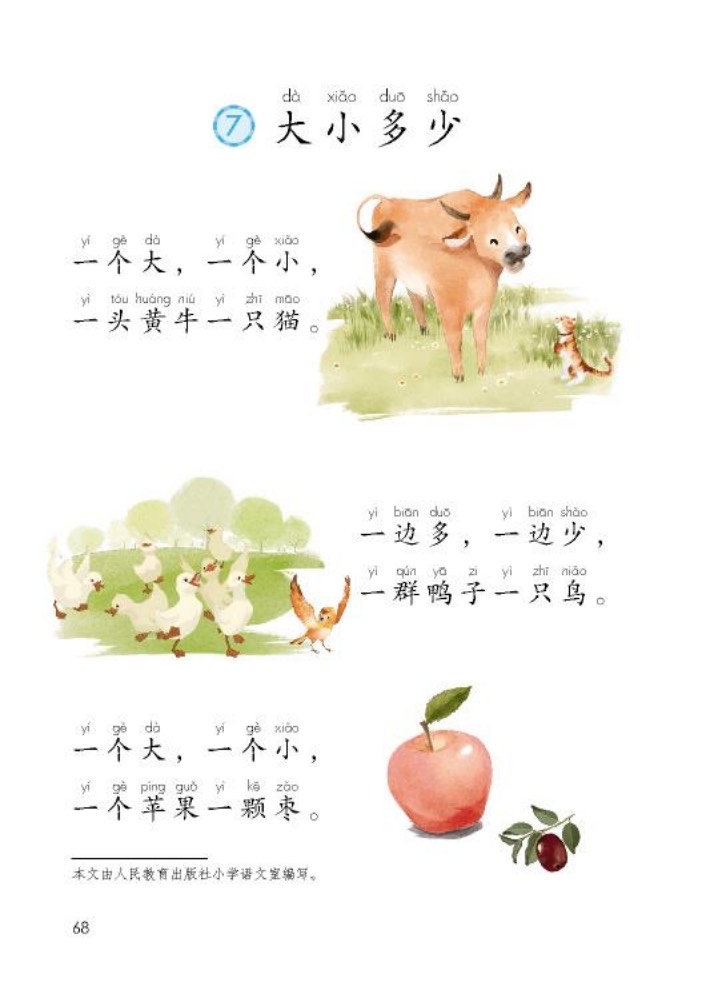 dà xiǎo duō shǎo
7 大小多少
yí gè dà yí gè xiǎo
一个大，一个小，
yì tóu huáng niú yì zhī māo
一头黄牛一只猫。
yì biān duō yì biān shǎo
一边多，一边少，
yì qún yā zi yì zhī niǎo
一群鸭子一只鸟。
yí gè dà yí gè xiǎo
一个大，一个小，
yí gè píng guǒ yì kē zǎo
一个苹果一颗枣。
本文由人民教育出版社小学语文室编写。
68